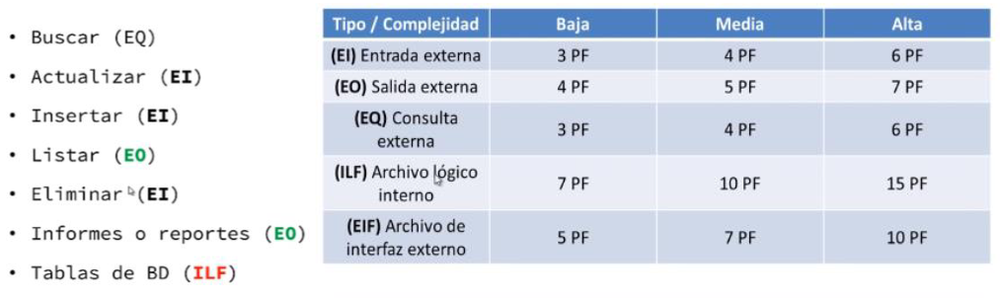 • Buscar (EQ)
• Actualizar (EI)
• Insertar (EI)
• Listar (EO)
• Eliminar (EI)
• Informes o reportes (EO)
• Tablas de BD (ILF)
Tipo / Complejidad Baja Media Alta
(EI) Entrada externa 3 PF 4 PF 6 PF
(EO) Salida externa 4 PF 5 PF 7 PF
(EQ) Consulta
externa 3 PF 4 PF 6 PF
(ILF) Archivo lógico
interno 7 PF 10 PF 15 PF
(EIF) Archivo de
interfaz externo 5 PF 7 PF 10 PF